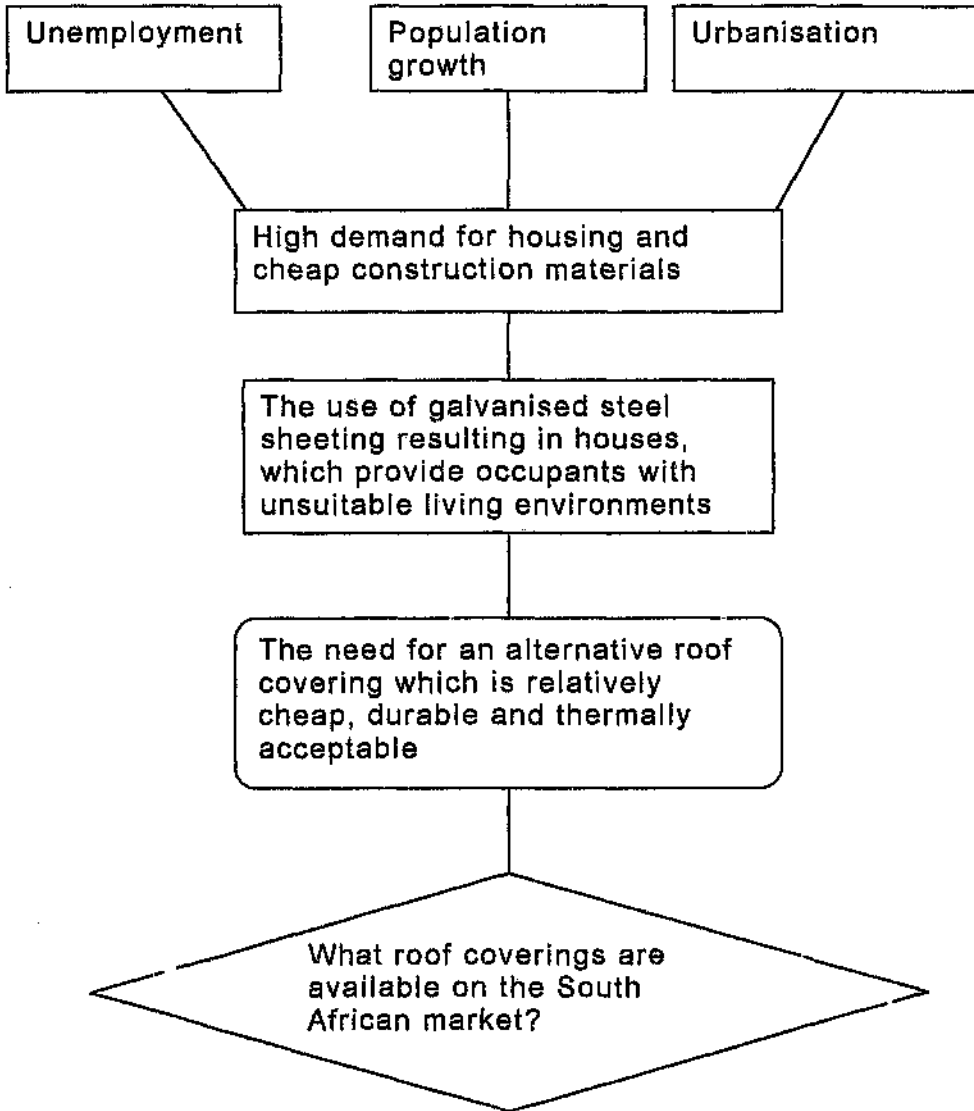 Unemployment
Population
growth
Urbanisation
High demand for housing and
cheap construction materials
The use of galvanised steel
sheeting resulting in houses,
which provide occupants with
unsuitable living environments
The need for an alternative roof
covering which is relatively
cheap, durable and thermally
acceptable
What roof coverings are
available on the South
African market?